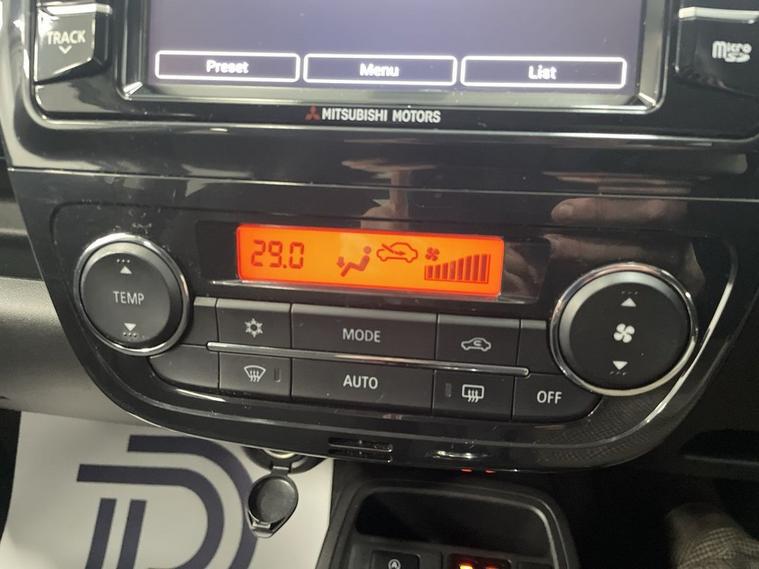 TRACK
Preset Menu List
micro SD
MITSUBISHI MOTORS
29.0
TEMP
MODE
AUTO
OFF